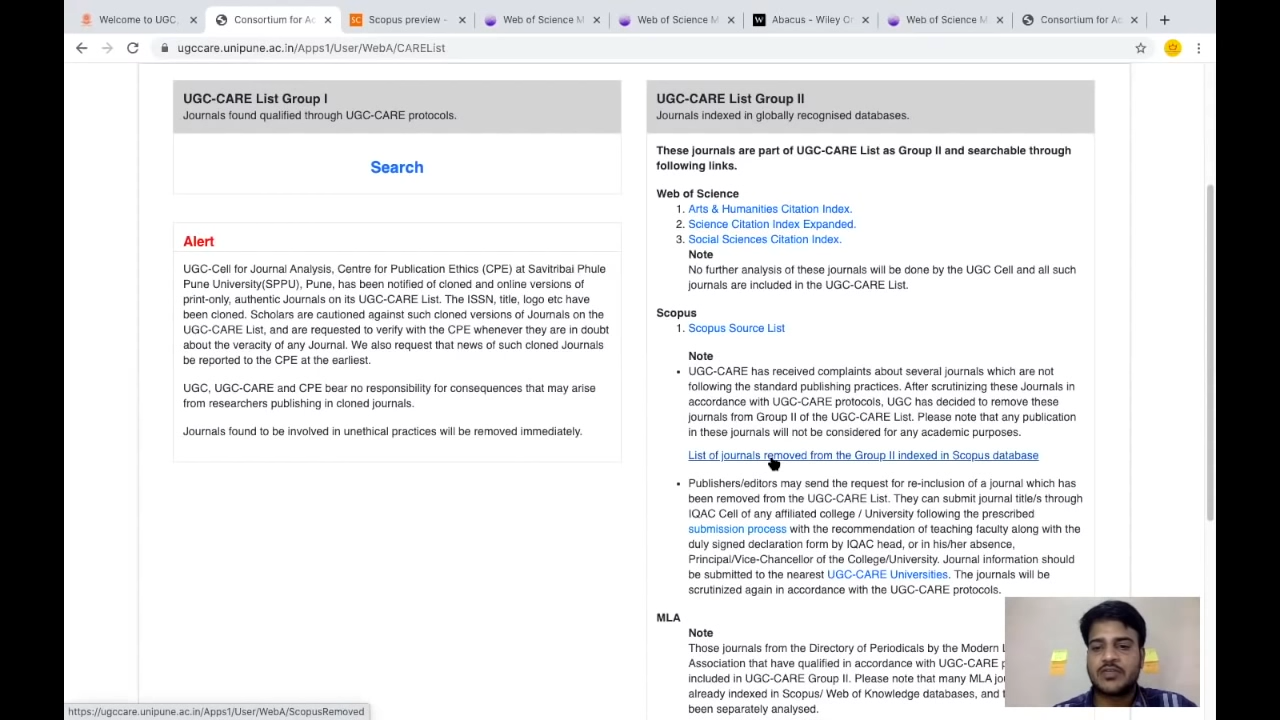 Welcome to UGC,
Consortium for Ac
Scopus preview -
Web of Science M
Web of Science M
Abacus - Wiley On
Web of Science M
Consortium for Ac
ugccare.unipune.ac.in/Apps1/User/WebA/CAREList
UGC-CARE List Group I
Journals found qualified through UGC-CARE protocols.
Search
Alert
UGC-Cell for Journal Analysis, Centre for Publication Ethics (CPE) at Savitribai Phule
Pune University(SPPU), Pune, has been notified of cloned and online versions of
print-only, authentic Journals on its UGC-CARE List. The ISSN, title, logo etc have
been cloned. Scholars are cautioned against such cloned versions of Journals on the
UGC-CARE List, and are requested to verify with the CPE whenever they are in doubt
about the veracity of any Journal. We also request that news of such cloned Journals
be reported to the CPE at the earliest.
UGC, UGC-CARE and CPE bear no responsibility for consequences that may arise
from researchers publishing in cloned journals.
Journals found to be involved in unethical practices will be removed immediately.
UGC-CARE List Group II
Journals indexed in globally recognised databases.
These journals are part of UGC-CARE List as Group II and searchable through
following links.
Web of Science
1. Arts & Humanities Citation Index.
2. Science Citation Index Expanded.
3. Social Sciences Citation Index.
Note
No further analysis of these journals will be done by the UGC Cell and all such
journals are included in the UGC-CARE List.
Scopus
1. Scopus Source List
Note
• UGC-CARE has received complaints about several journals which are not
following the standard publishing practices. After scrutinizing these Journals in
accordance with UGC-CARE protocols, UGC has decided to remove these
journals from Group II of the UGC-CARE List. Please note that any publication
in these journals will not be considered for any academic purposes.
List of journals removed from the Group II indexed in Scopus database
• Publishers/editors may send the request for re-inclusion of a journal which has
been removed from the UGC-CARE List. They can submit journal title/s through
IQAC Cell of any affiliated college / University following the prescribed
submission process with the recommendation of teaching faculty along with the
duly signed declaration form by IQAC head, or in his/her absence,
Principal/Vice-Chancellor of the College/University. Journal information should
be submitted to the nearest UGC-CARE Universities. The journals will be
scrutinized again in accordance with the UGC-CARE protocols.
MLA
Note
Those journals from the Directory of Periodicals by the Modern L
Association that have qualified in accordance with UGC-CARE p
included in UGC-CARE Group II. Please note that many MLA jou
already indexed in Scopus/ Web of Knowledge databases, and t
been separately analysed.
https://ugccare.unipune.ac.in/Apps1/User/WebA/ScopusRemoved